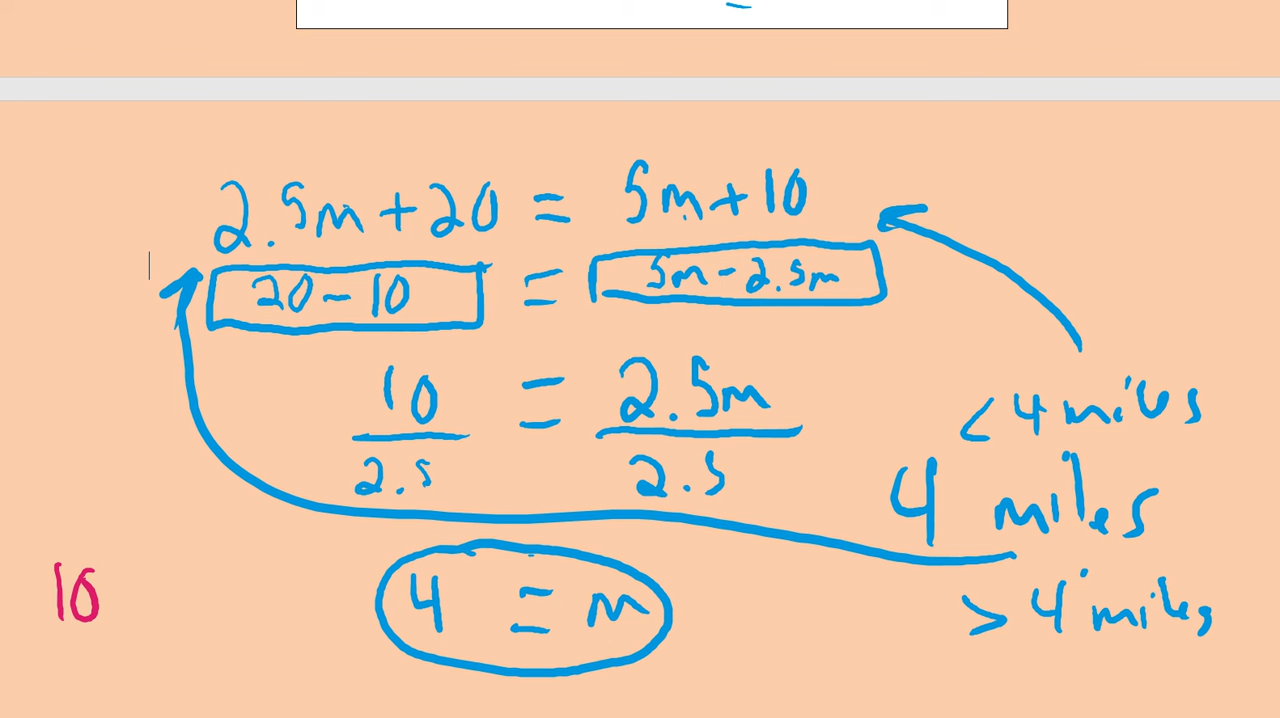 2.5m+20 = 5m+10
20-10 = 5m-2.5m
10/2.5 = 2.5m/2.5
<4 miles
4 miles
4 = m
>4 miles
10